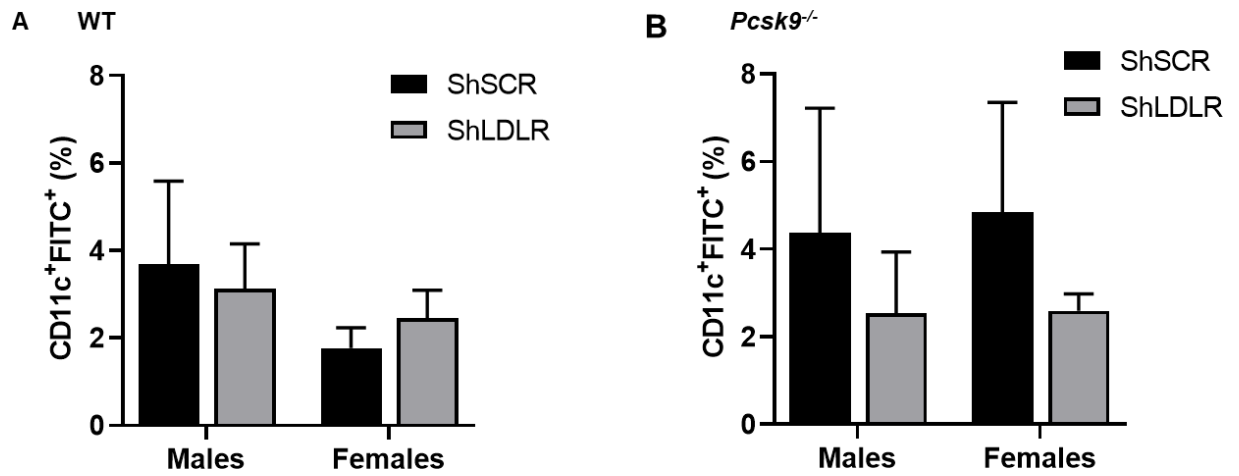 A WT
ShSCR
ShLDLR
CD11c⁺FITC⁺ (%)
8
6
4
2
0
Males Females
B Pcsk9⁻/⁻
ShSCR
ShLDLR
CD11c⁺FITC⁺ (%)
8
6
4
2
0
Males Females